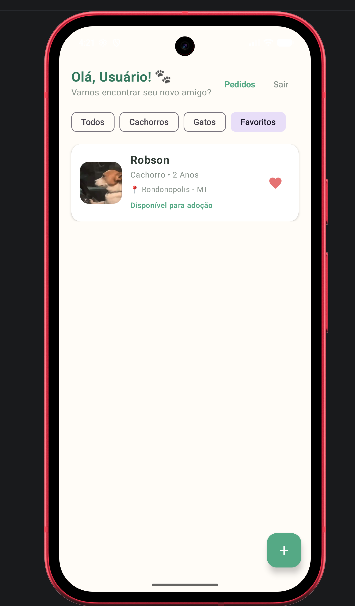 Olá, Usuário! 🐾
Vamos encontrar seu novo amigo?
Pedidos
Sair
Todos
Cachorros
Gatos
Favoritos
Robson
Cachorro • 2 Anos
📍 Rondonopolis - MT
Disponível para adoção
+